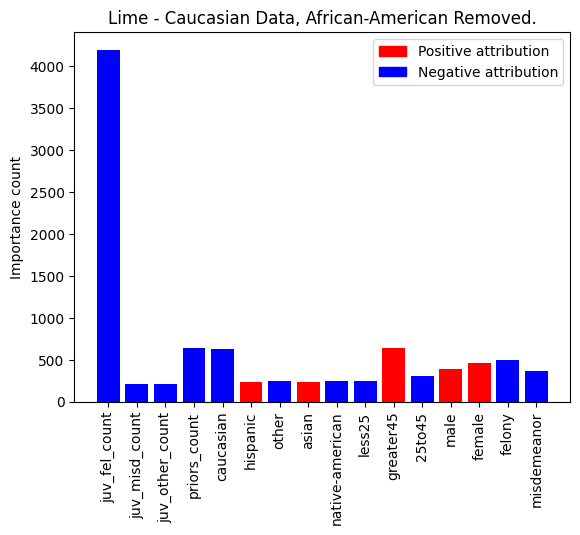 Lime - Caucasian Data, African-American Removed.
Positive attribution
Negative attribution
Importance count
4000
3500
3000
2500
2000
1500
1000
500
0
juv_fel_count
juv_misd_count
juv_other_count
priors_count
caucasian
hispanic
other
asian
native-american
less25
greater45
25to45
male
female
felony
misdemeanor